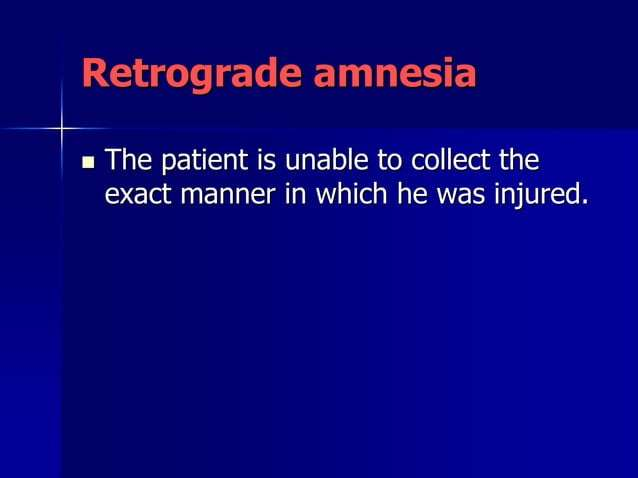 Retrograde amnesia
The patient is unable to collect the
exact manner in which he was injured.